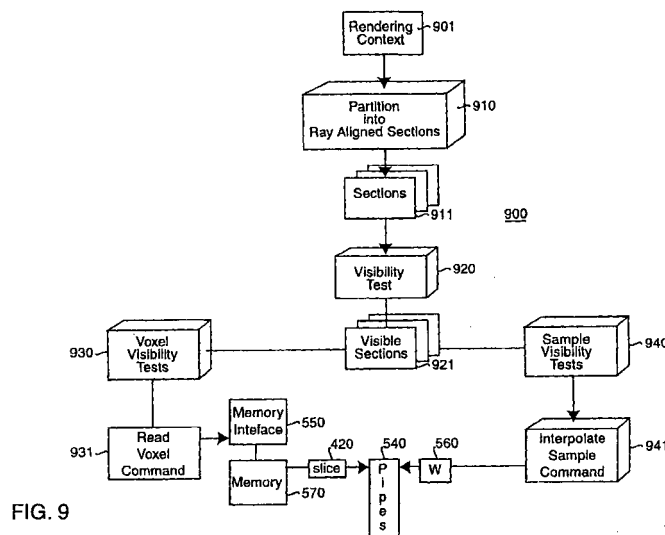 Rendering
Context
901
Partition
into
Ray Aligned Sections
910
Sections
911
900
Visibility
Test
920
Voxel
Visibility
Tests
930
Visible
Sections
921
Sample
Visibility
Tests
940
Read
Voxel
Command
931
Memory
Inteface
550
Memory
570
420
slice
540
Pipes
560
W
Interpolate
Sample
Command
941
FIG. 9